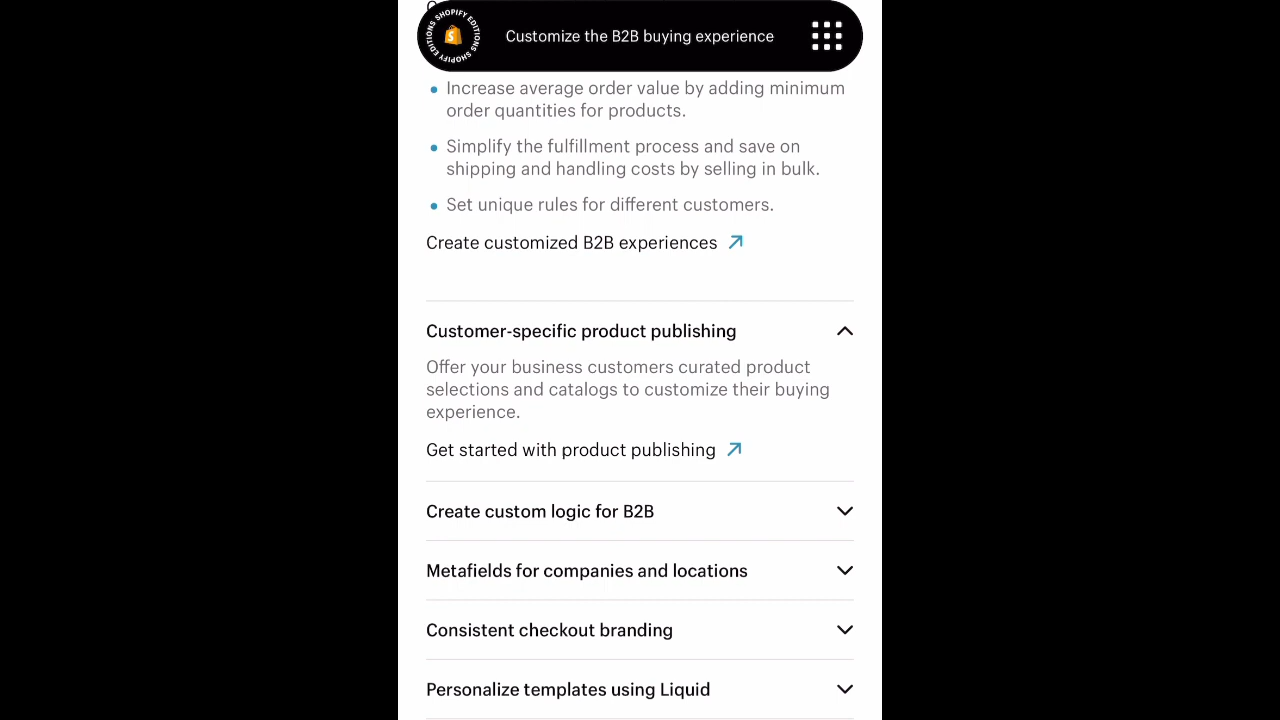 SHOPIFY EDITIONS SHOPIFY EDITIONS
Customize the B2B buying experience
Increase average order value by adding minimum
order quantities for products.
Simplify the fulfillment process and save on
shipping and handling costs by selling in bulk.
Set unique rules for different customers.
Create customized B2B experiences
Customer-specific product publishing
Offer your business customers curated product
selections and catalogs to customize their buying
experience.
Get started with product publishing
Create custom logic for B2B
Metafields for companies and locations
Consistent checkout branding
Personalize templates using Liquid